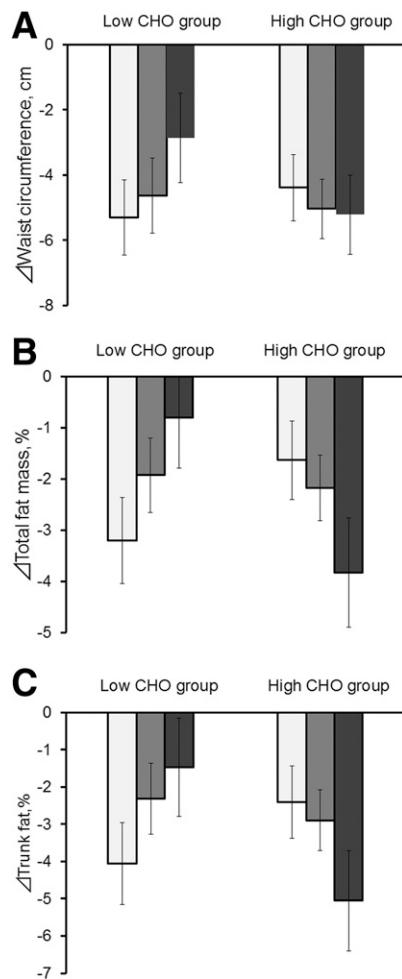 A
Low CHO group High CHO group
0
-2
-4
-6
-8
⊿Waist circumference, cm
B
Low CHO group High CHO group
0
-1
-2
-3
-4
-5
⊿Total fat mass, %
C
Low CHO group High CHO group
0
-1
-2
-3
-4
-5
-6
-7
⊿Trunk fat,%